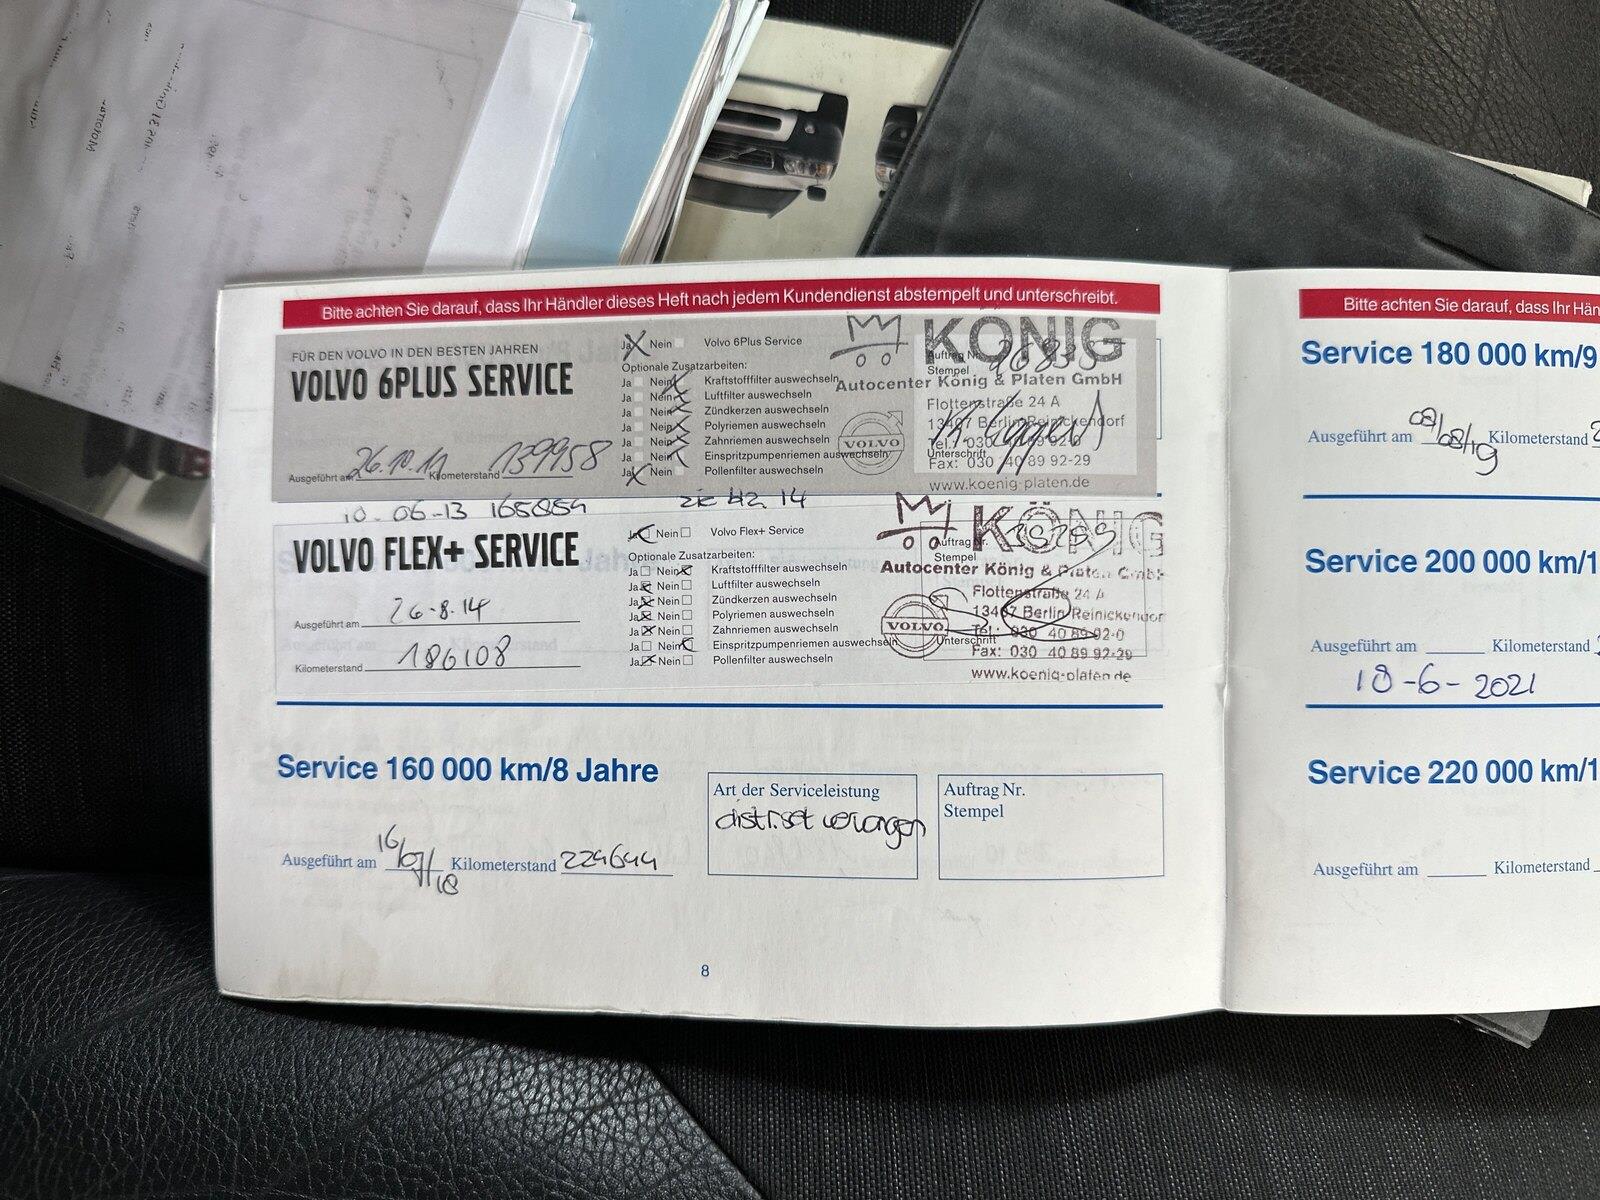 Bitte achten Sie darauf, dass Ihr Händler dieses Heft nach jedem Kundendienst abstempelt und unterschreibt.
FÜR DEN VOLVO IN DEN BESTEN JAHREN
VOLVO 6PLUS SERVICE
Ausgeführt am 26.10.11 Kilometerstand 139958
Ja Nein Volvo 6Plus Service
Optionale Zusatzarbeiten:
Ja Nein Kraftstofffilter auswechseln
Ja Nein Luftfilter auswechseln
Ja Nein Zündkerzen auswechseln
Ja Nein Polyriemen auswechseln
Ja Nein Zahnriemen auswechseln
Ja Nein Einspritzpumpenriemen auswechseln
Ja Nein Pollenfilter auswechseln
KÖNIG
Auftrag Nr.
Stempel
Autocenter König & Platen GmbH
Flottenstraße 24 A
13407 Berlin Reinickendorf
Tel.: 030 40 89 92-0
Unterschrift
Fax: 030 40 89 92-29
www.koenig-platen.de
VOLVO
10-06-13 165854
VOLVO FLEX+ SERVICE
Ausgeführt am 26-8.14
Kilometerstand 186108
Ja Nein Volvo Flex+ Service
Optionale Zusatzarbeiten:
Ja Nein Kraftstofffilter auswechseln
Ja Nein Luftfilter auswechseln
Ja Nein Zündkerzen auswechseln
Ja Nein Polyriemen auswechseln
Ja Nein Zahnriemen auswechseln
Ja Nein Einspritzpumpenriemen auswechseln
Ja Nein Pollenfilter auswechseln
KÖNIG
Auftrag Nr.
Stempel
Autocenter König & Platen GmbH
Flottenstraße 24 A
13407 Berlin Reinickendor
Tel.: 030 40 89 92-0
Unterschrift
Fax: 030 40 89 92-29
www.koenig-platen.de
VOLVO
Service 160 000 km/8 Jahre
Ausgeführt am 16/07/18 Kilometerstand 224644
Art der Serviceleistung
distr.set vervangen
Auftrag Nr.
Stempel
8
Bitte achten Sie darauf, dass Ihr Hän
Service 180 000 km/9
Ausgeführt am 08/08/19 Kilometerstand
Service 200 000 km/1
Ausgeführt am Kilometerstand
18-6-2021
Service 220 000 km/1
Ausgeführt am Kilometerstand